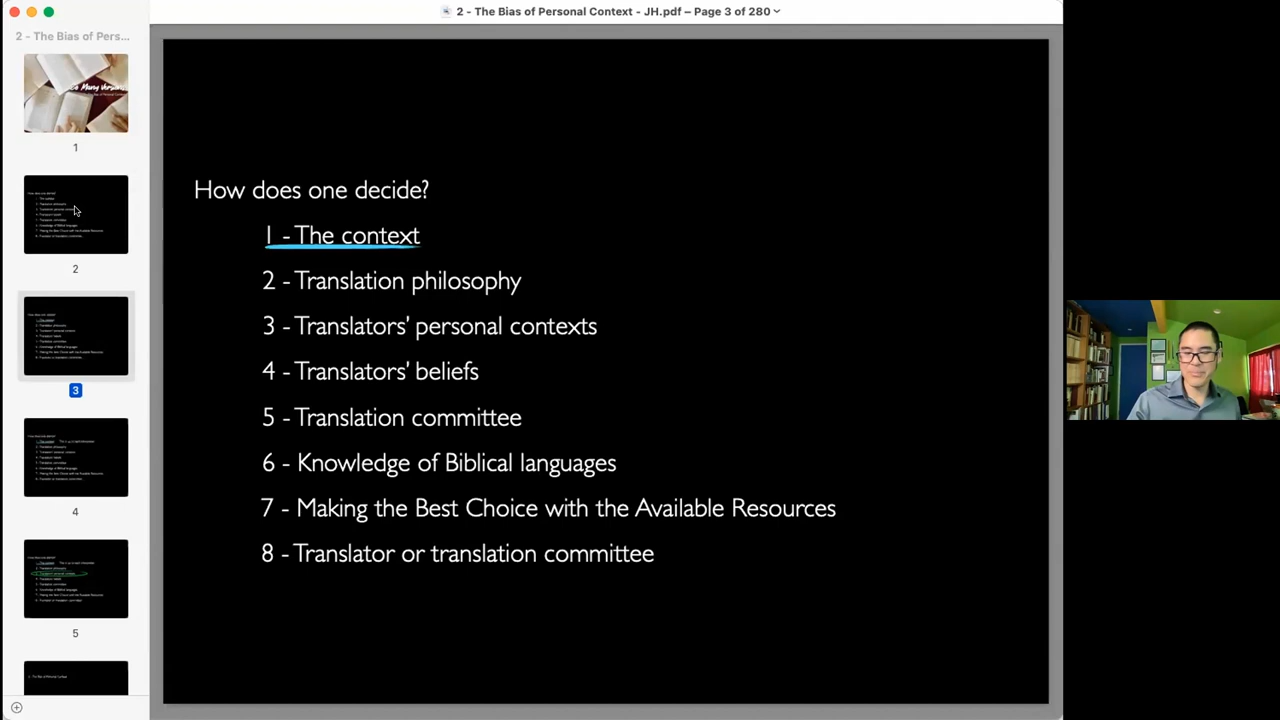 2 - The Bias of Personal Context - JH.pdf – Page 3 of 280
2 - The Bias of Pers...
1
2
3
4
5
How does one decide?
1 - The context
2 - Translation philosophy
3 - Translators' personal contexts
4 - Translators' beliefs
5 - Translation committee
6 - Knowledge of Biblical languages
7 - Making the Best Choice with the Available Resources
8 - Translator or translation committee